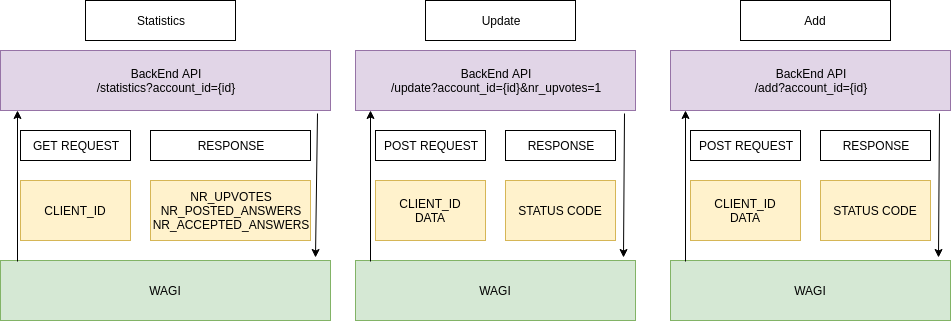 Statistics
Update
Add
BackEnd API
/statistics?account_id={id}
BackEnd API
/update?account_id={id}&nr_upvotes=1
BackEnd API
/add?account_id={id}
GET REQUEST
RESPONSE
POST REQUEST
RESPONSE
POST REQUEST
RESPONSE
CLIENT_ID
NR_UPVOTES
NR_POSTED_ANSWERS
NR_ACCEPTED_ANSWERS
CLIENT_ID
DATA
STATUS CODE
CLIENT_ID
DATA
STATUS CODE
WAGI
WAGI
WAGI